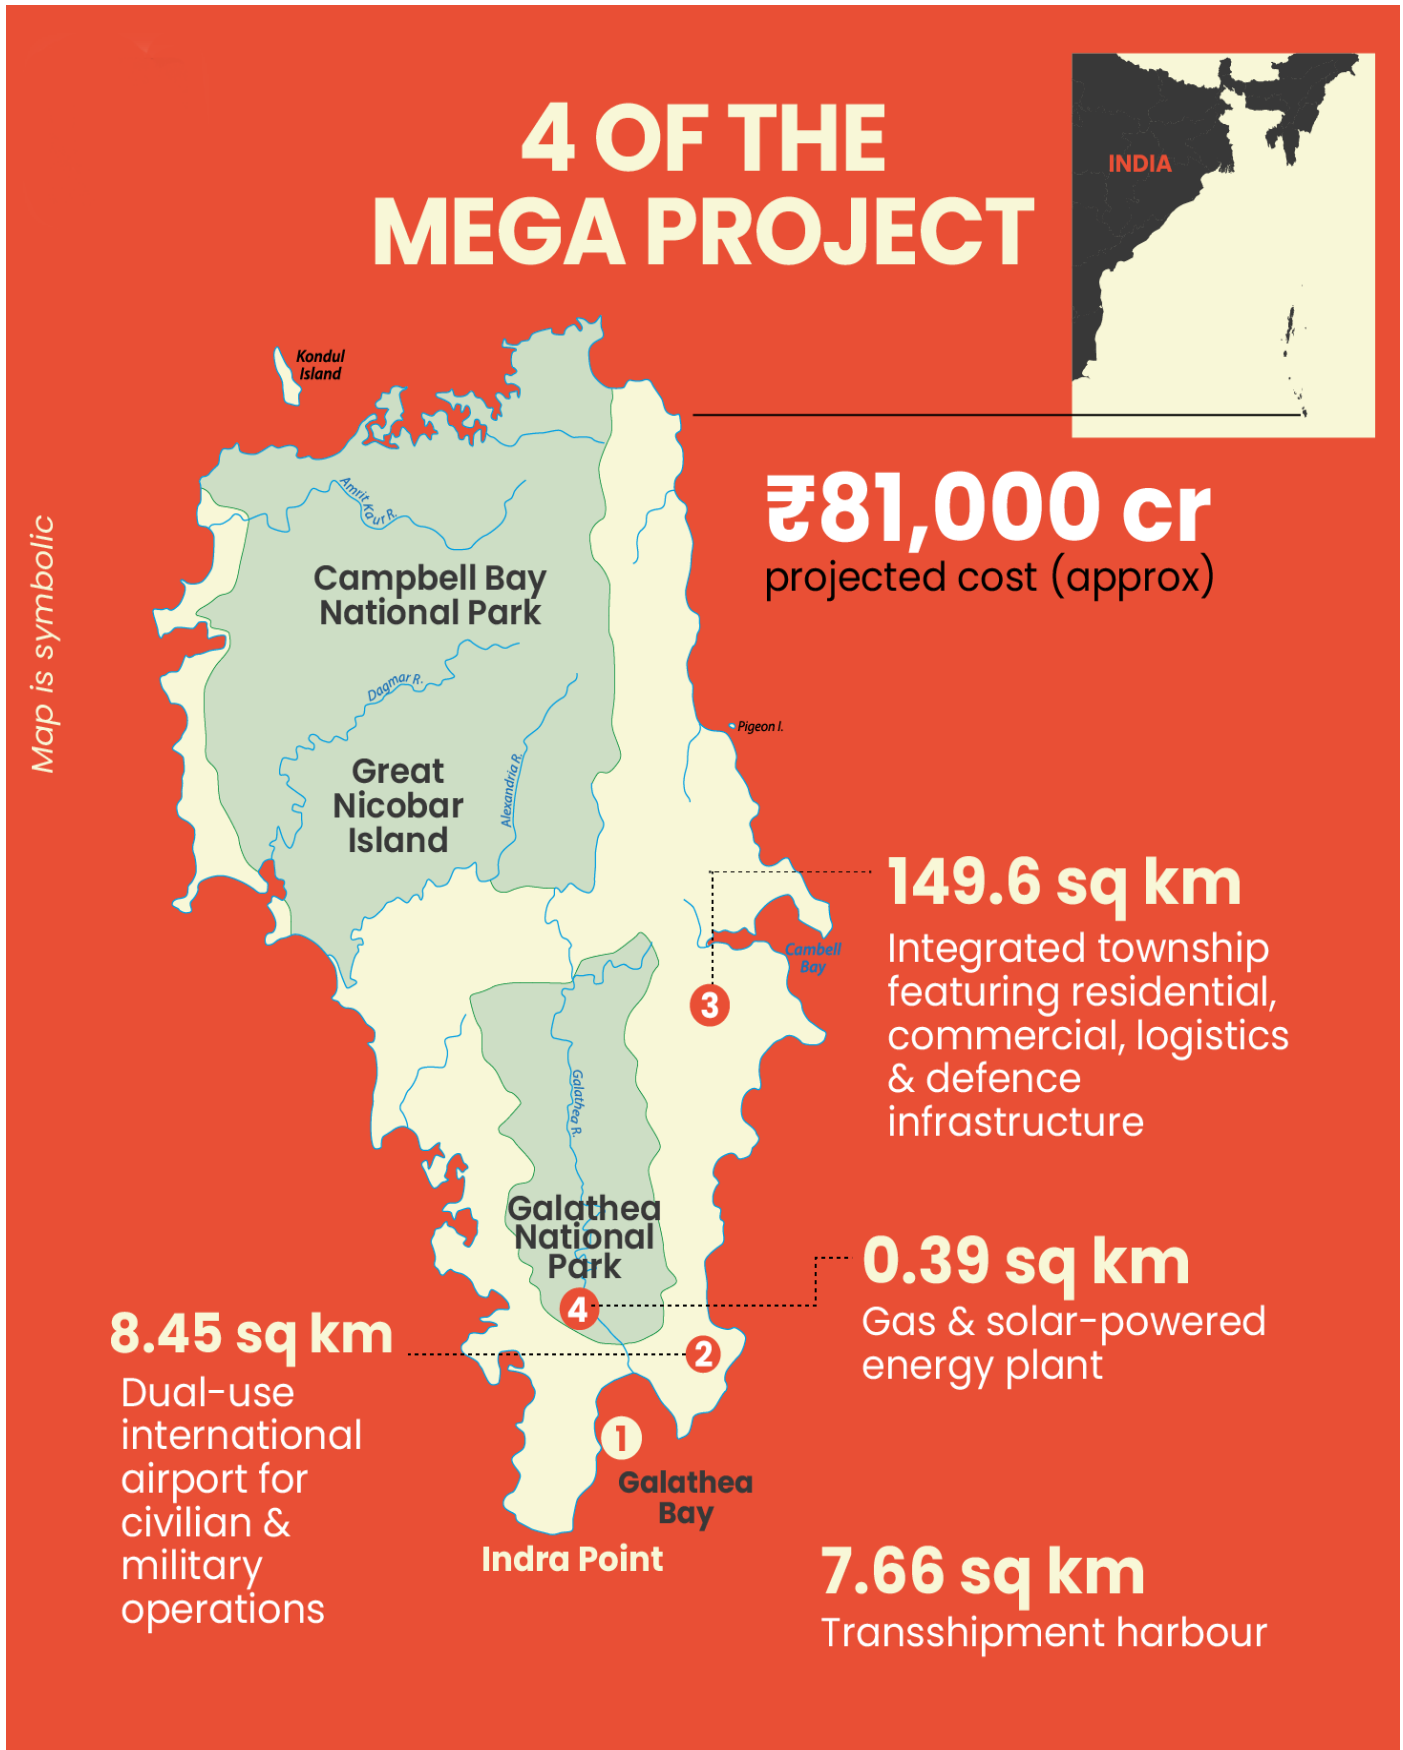 4 OF THE
MEGA PROJECT
INDIA
Kondul
Island
₹81,000 cr
projected cost (approx)
Map is symbolic
Amrit Kaur R.
Campbell Bay
National Park
Dagmar R.
Pigeon I.
Great
Nicobar
Island
Alexandria R.
149.6 sq km
Integrated township
featuring residential,
commercial, logistics
& defence
infrastructure
Cambell
Bay
3
Galathea R.
Galathea
National
Park
4
0.39 sq km
Gas & solar-powered
energy plant
8.45 sq km
Dual-use
international
airport for
civilian &
military
operations
2
1
Galathea
Bay
Indra Point
7.66 sq km
Transshipment harbour